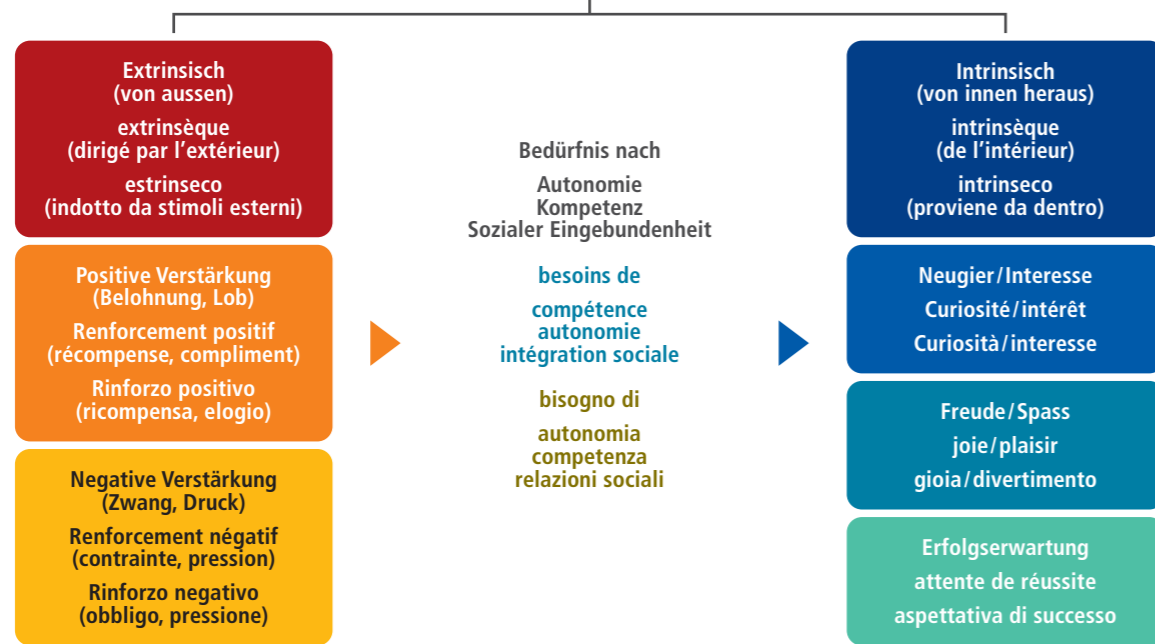 Extrinsisch
(von aussen)
extrinsèque
(dirigé par l’extérieur)
estrinseco
(indotto da stimoli esterni)
Positive Verstärkung
(Belohnung, Lob)
Renforcement positif
(récompense, compliment)
Rinforzo positivo
(ricompensa, elogio)
Negative Verstärkung
(Zwang, Druck)
Renforcement négatif
(contrainte, pression)
Rinforzo negativo
(obbligo, pressione)
Bedürfnis nach
Autonomie
Kompetenz
Sozialer Eingebundenheit
besoins de
compétence
autonomie
intégration sociale
bisogno di
autonomia
competenza
relazioni sociali
Intrinsisch
(von innen heraus)
intrinsèque
(de l’intérieur)
intrinseco
(proviene da dentro)
Neugier/Interesse
Curiosité/intérêt
Curiosità/interesse
Freude/Spass
joie/plaisir
gioia/divertimento
Erfolgserwartung
attente de réussite
aspettativa di successo